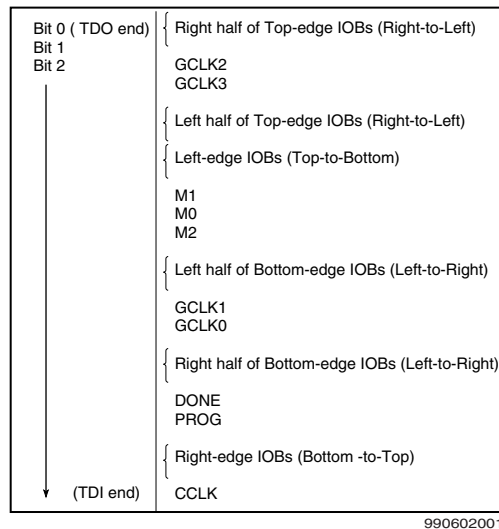 Bit 0 ( TDO end)
Bit 1
Bit 2
Right half of Top-edge IOBs (Right-to-Left)
GCLK2
GCLK3
Left half of Top-edge IOBs (Right-to-Left)
Left-edge IOBs (Top-to-Bottom)
M1
M0
M2
Left half of Bottom-edge IOBs (Left-to-Right)
GCLK1
GCLK0
Right half of Bottom-edge IOBs (Left-to-Right)
DONE
PROG
Right-edge IOBs (Bottom -to-Top)
(TDI end)
CCLK
990602001